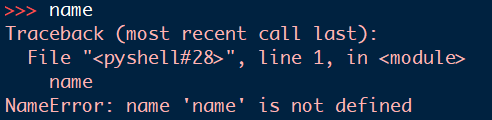 >>> name
Traceback (most recent call last):
  File "<pyshell#28>", line 1, in <module>
    name
NameError: name 'name' is not defined